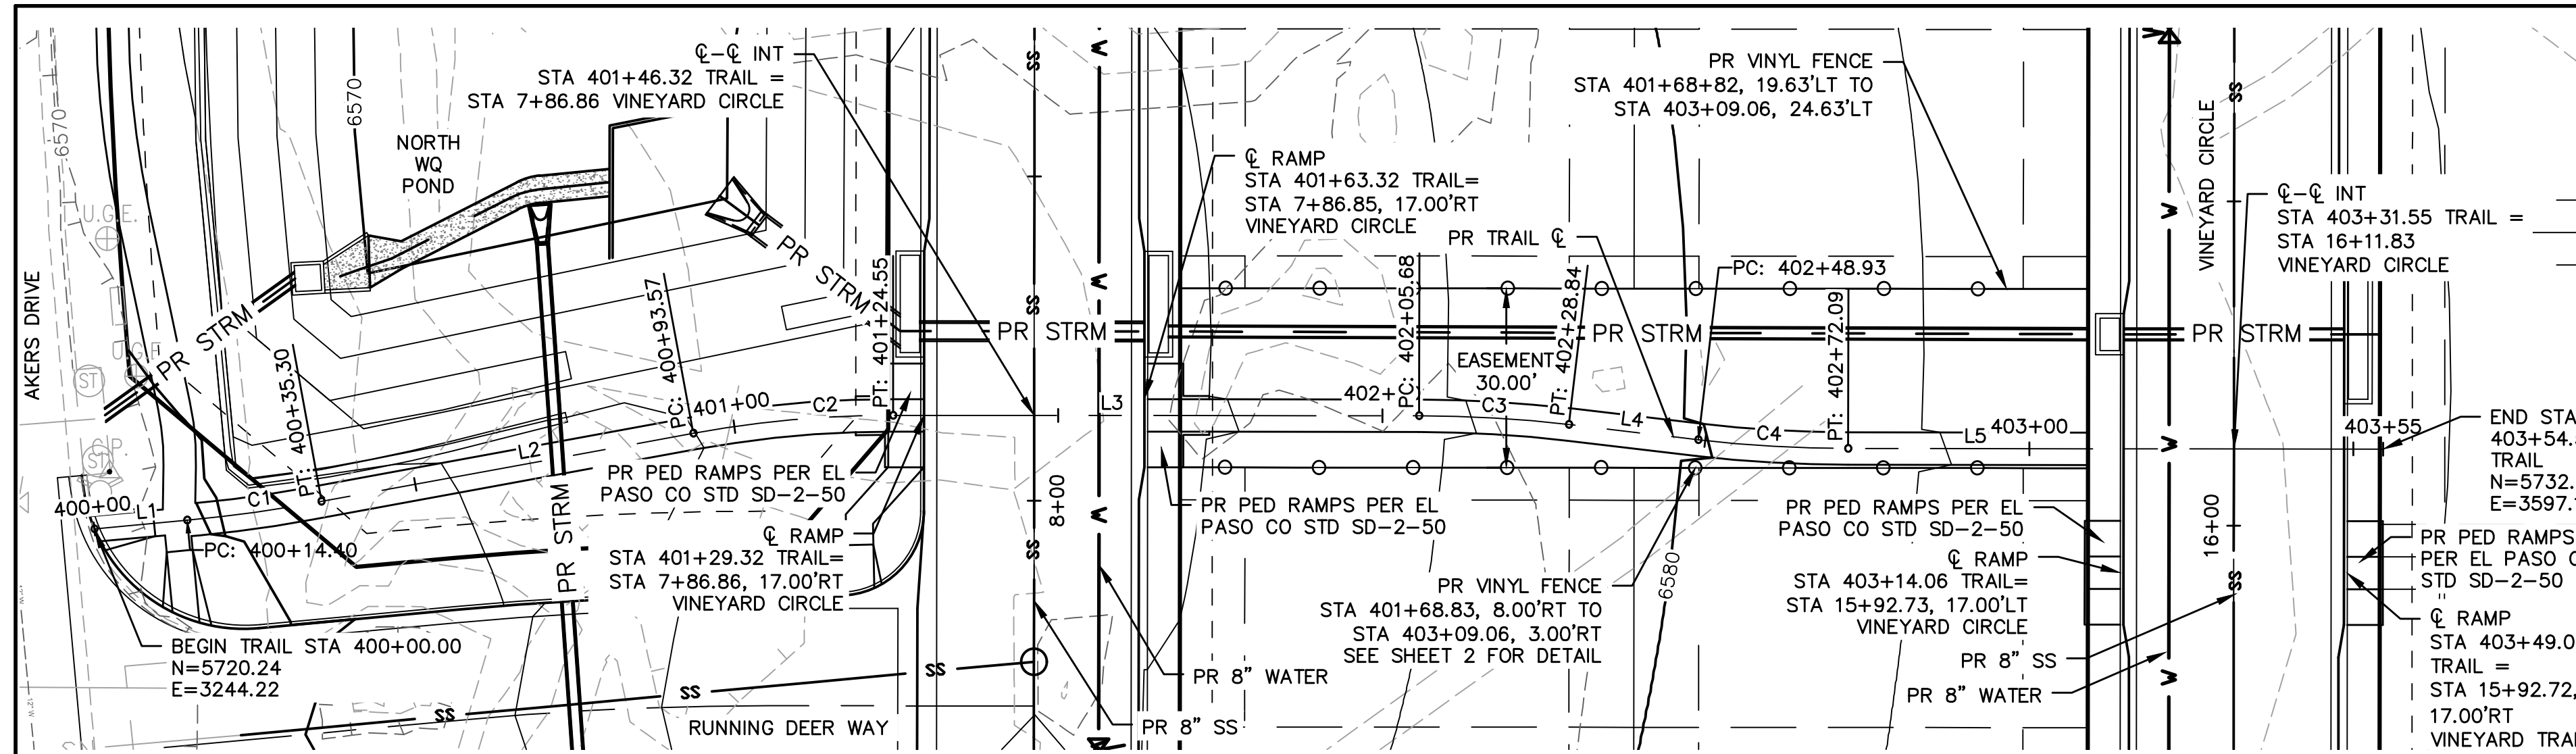 ℄-℄ INT
STA 401+46.32 TRAIL =
STA 7+86.86 VINEYARD CIRCLE
6570
6570
NORTH
WQ
POND
U.G.E.
AKERS DRIVE
PR STRM
PR STRM
PR STRM
ST
ST
400+00
L1
C1
PC: 400+14.40
PT: 400+35.30
L2
PC: 400+93.57
401+00
C2
PT: 401+24.55
PR PED RAMPS PER EL
PASO CO STD SD-2-50
℄ RAMP
STA 401+29.32 TRAIL=
STA 7+86.86, 17.00'RT
VINEYARD CIRCLE
BEGIN TRAIL STA 400+00.00
N=5720.24
E=3244.22
SS
SS
SS
RUNNING DEER WAY
SS
SS
SS
W
W
W
PR STRM
L3
8+00
℄ RAMP
STA 401+63.32 TRAIL=
STA 7+86.85, 17.00'RT
VINEYARD CIRCLE
PR VINYL FENCE
STA 401+68+82, 19.63'LT TO
STA 403+09.06, 24.63'LT
PR TRAIL ℄
PC: 402+48.93
PC: 402+05.68
PT: 402+28.84
PT: 402+72.09
PR STRM
EASEMENT
30.00'
402+
C3
L4
C4
L5
403+00
PR PED RAMPS PER EL
PASO CO STD SD-2-50
PR VINYL FENCE
STA 401+68.83, 8.00'RT TO
STA 403+09.06, 3.00'RT
SEE SHEET 2 FOR DETAIL
6580
PR 8" WATER
PR 8" SS
PR PED RAMPS PER EL
PASO CO STD SD-2-50
℄ RAMP
STA 403+14.06 TRAIL=
STA 15+92.73, 17.00'LT
VINEYARD CIRCLE
PR 8" SS
PR 8" WATER
W
W
W
W
SS
SS
VINEYARD CIRCLE
PR STRM
16+00
℄-℄ INT
STA 403+31.55 TRAIL =
STA 16+11.83
VINEYARD CIRCLE
403+55
END STA
403+54.
TRAIL
N=5732.
E=3597.
PR PED RAMPS
PER EL PASO
STD SD-2-50
℄ RAMP
STA 403+49.0
TRAIL =
STA 15+92.72,
17.00'RT
VINEYARD TRAI